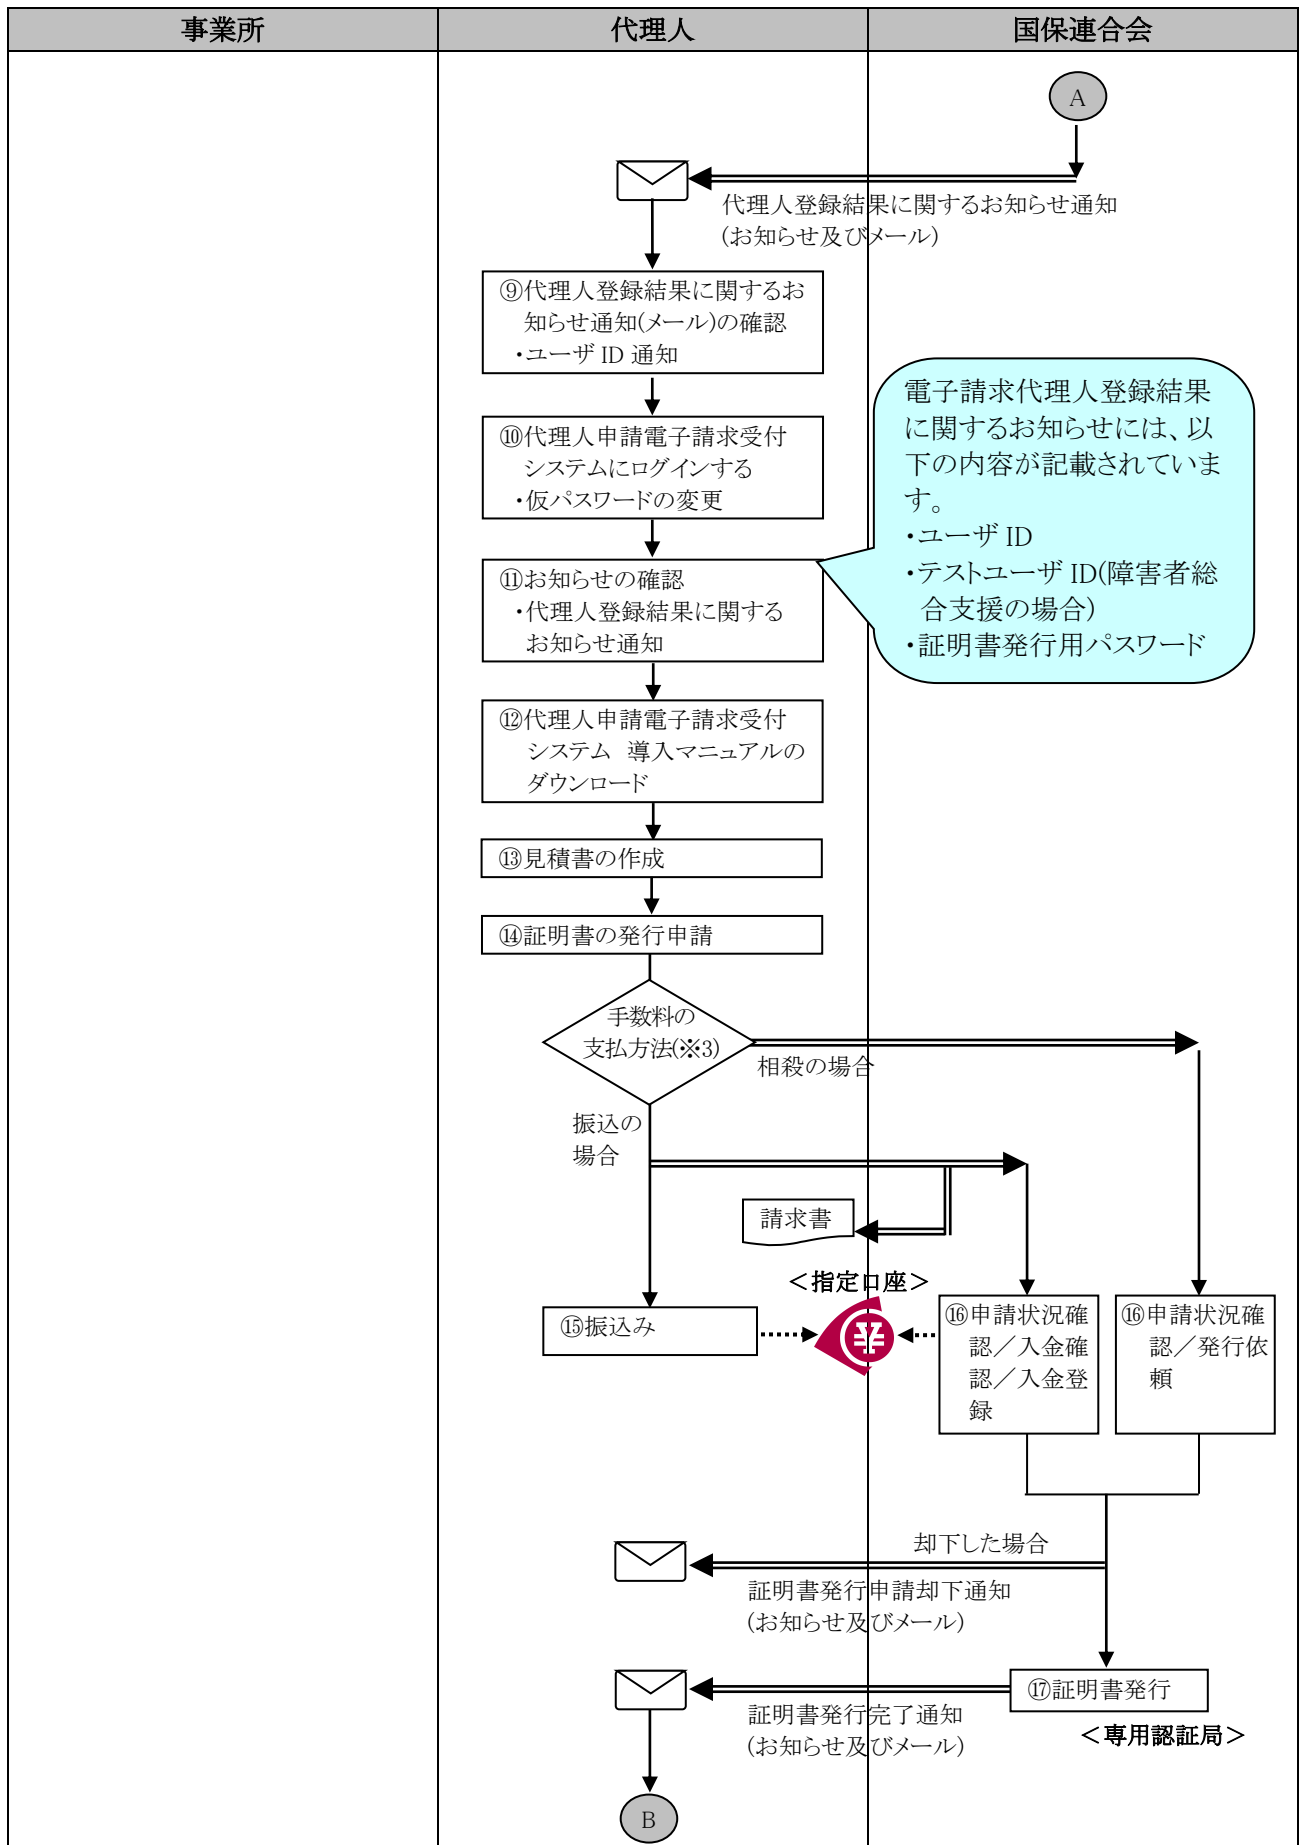 事業所
代理人
国保連合会
A
代理人登録結果に関するお知らせ通知
(お知らせ及びメール)
⑨代理人登録結果に関するお
知らせ通知(メール)の確認
・ユーザ ID 通知
⑩代理人申請電子請求受付
システムにログインする
・仮パスワードの変更
電子請求代理人登録結果
に関するお知らせには、以
下の内容が記載されていま
す。
・ユーザ ID
・テストユーザ ID(障害者総
合支援の場合)
・証明書発行用パスワード
⑪お知らせの確認
・代理人登録結果に関する
お知らせ通知
⑫代理人申請電子請求受付
システム 導入マニュアルの
ダウンロード
⑬見積書の作成
⑭証明書の発行申請
手数料の
支払方法(※3)
相殺の場合
振込の
場合
請求書
＜指定口座＞
⑮振込み
¥
⑯申請状況確
認／入金確
認／入金登
録
⑯申請状況確
認／発行依
頼
却下した場合
証明書発行申請却下通知
(お知らせ及びメール)
⑰証明書発行
証明書発行完了通知
(お知らせ及びメール)
＜専用認証局＞
B